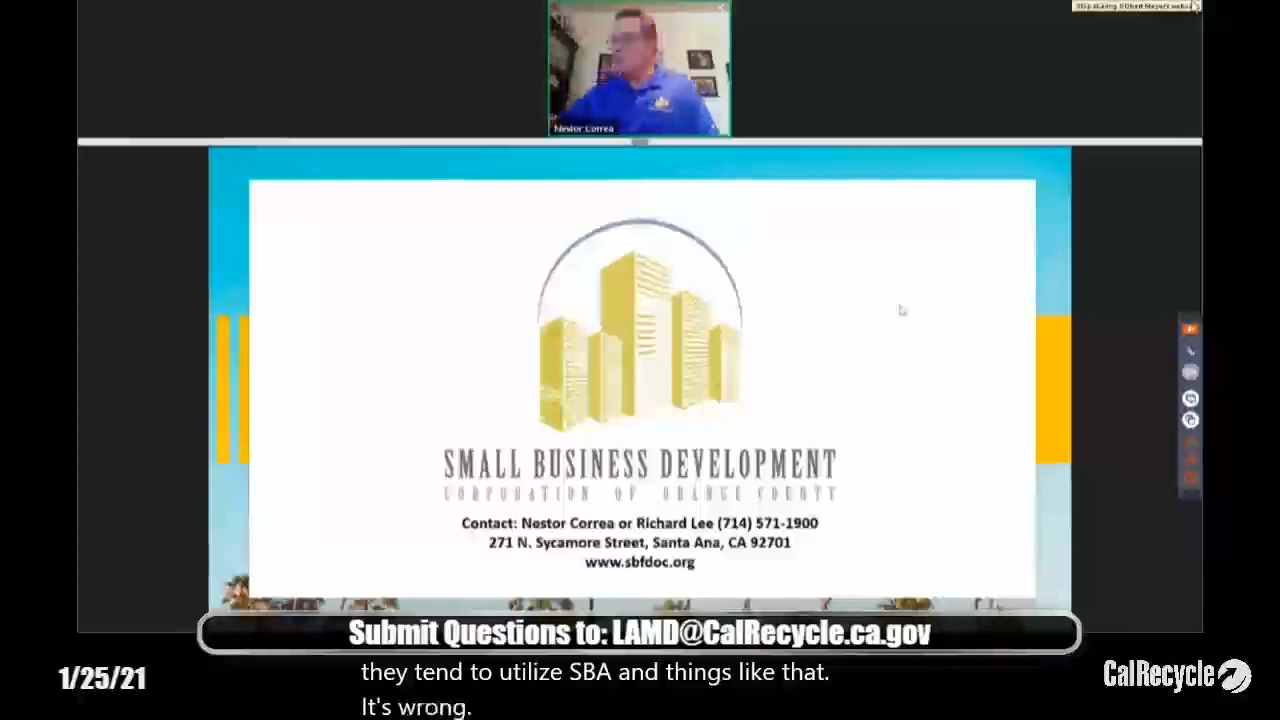 Nestor Correa
SMALL BUSINESS DEVELOPMENT
CORPORATION OF ORANGE COUNTY
Contact: Nestor Correa or Richard Lee (714) 571-1900
271 N. Sycamore Street, Santa Ana, CA 92701
www.sbfdoc.org
Submit Questions to: LAMD@CalRecycle.ca.gov
they tend to utilize SBA and things like that.
It's wrong.
1/25/21
CalRecycle